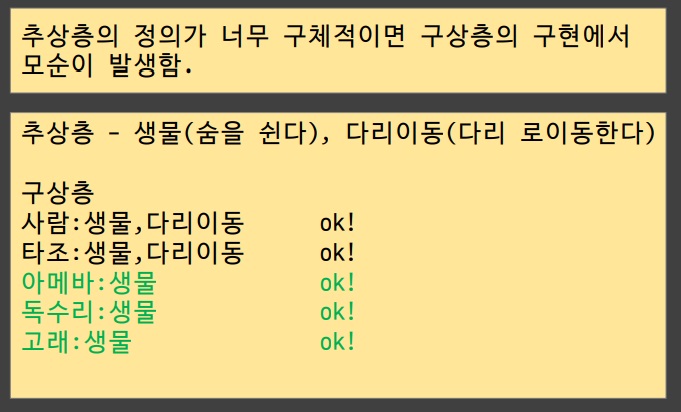 추상층의 정의가 너무 구체적이면 구상층의 구현에서
모순이 발생함.
추상층 - 생물(숨을 쉰다), 다리이동(다리 로이동한다)
구상층
사람:생물,다리이동 ok!
타조:생물,다리이동 ok!
아메바:생물 ok!
독수리:생물 ok!
고래:생물 ok!